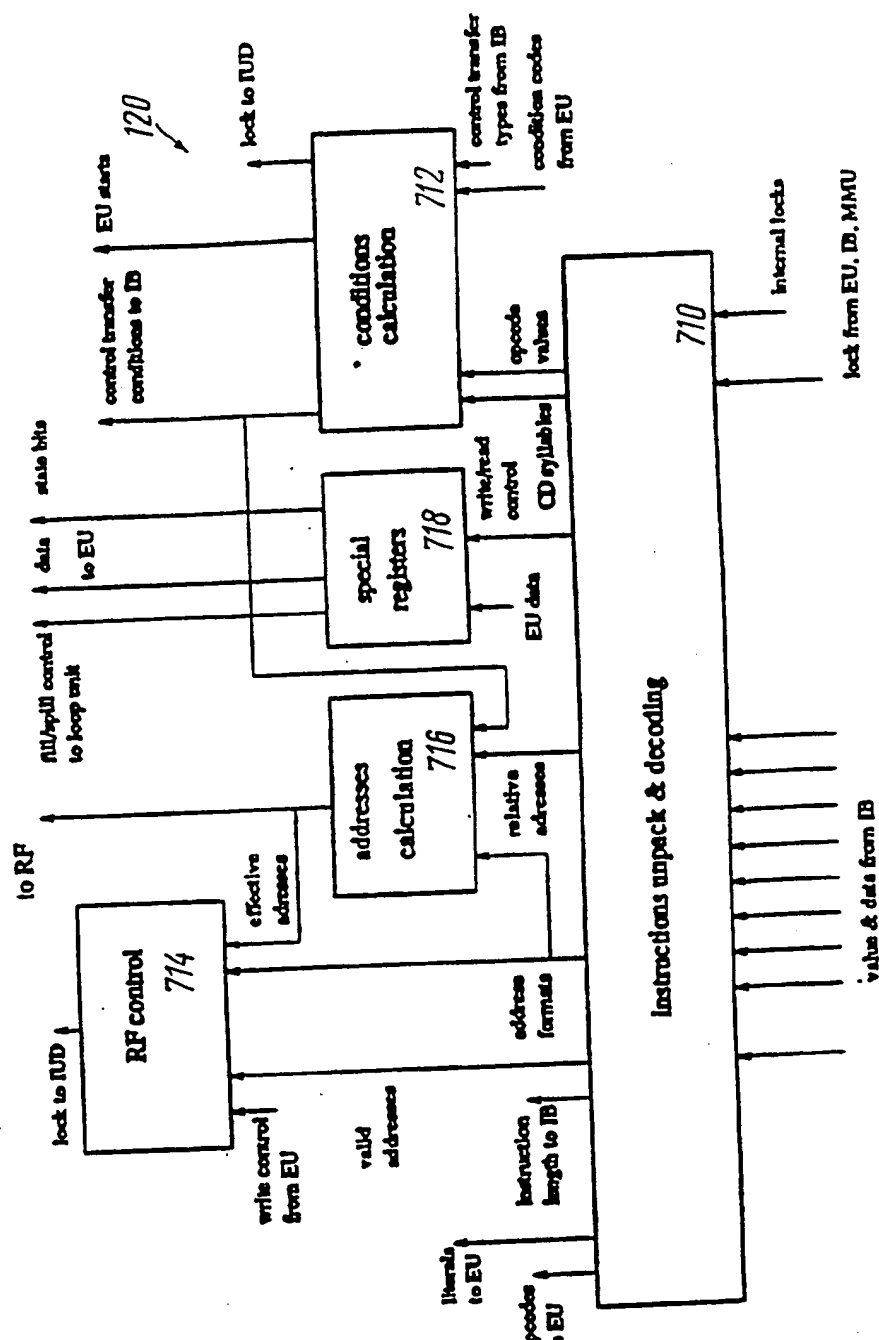 120
lock to IUD
EU starts
control transfer
conditions to IB
state bits
data
to EU
fill/spill control
to loop unit
to RF
lock to IUD
conditions
calculation
712
control transfer
types from IB
condition codes
from EU
special
registers
718
write/read
control
EU data
CD syllables
opcode
values
addresses
calculation
716
relative
adresses
effective
adresses
RF control
714
write control
from EU
valid
addresses
address
formats
instruction
length to IB
literals
to EU
pcodes
EU
Instructions unpack & decoding
710
internal locks
lock from EU, IB, MMU
value & data from IB